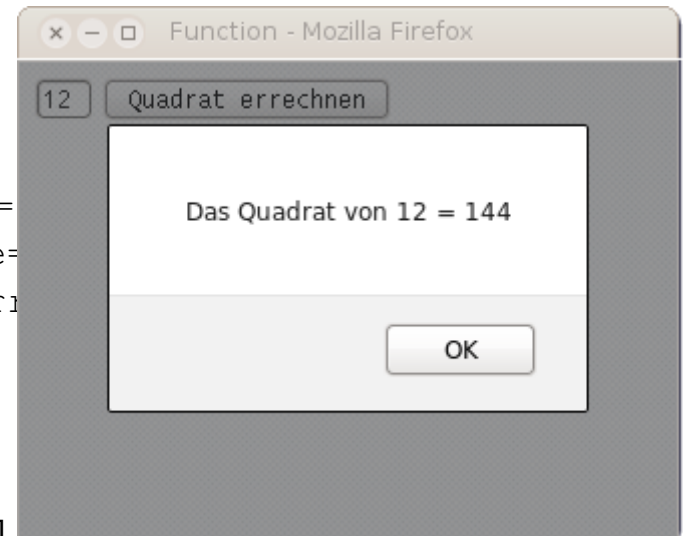 Function - Mozilla Firefox
12 Quadrat errechnen
Das Quadrat von 12 = 144
=
e=
OK